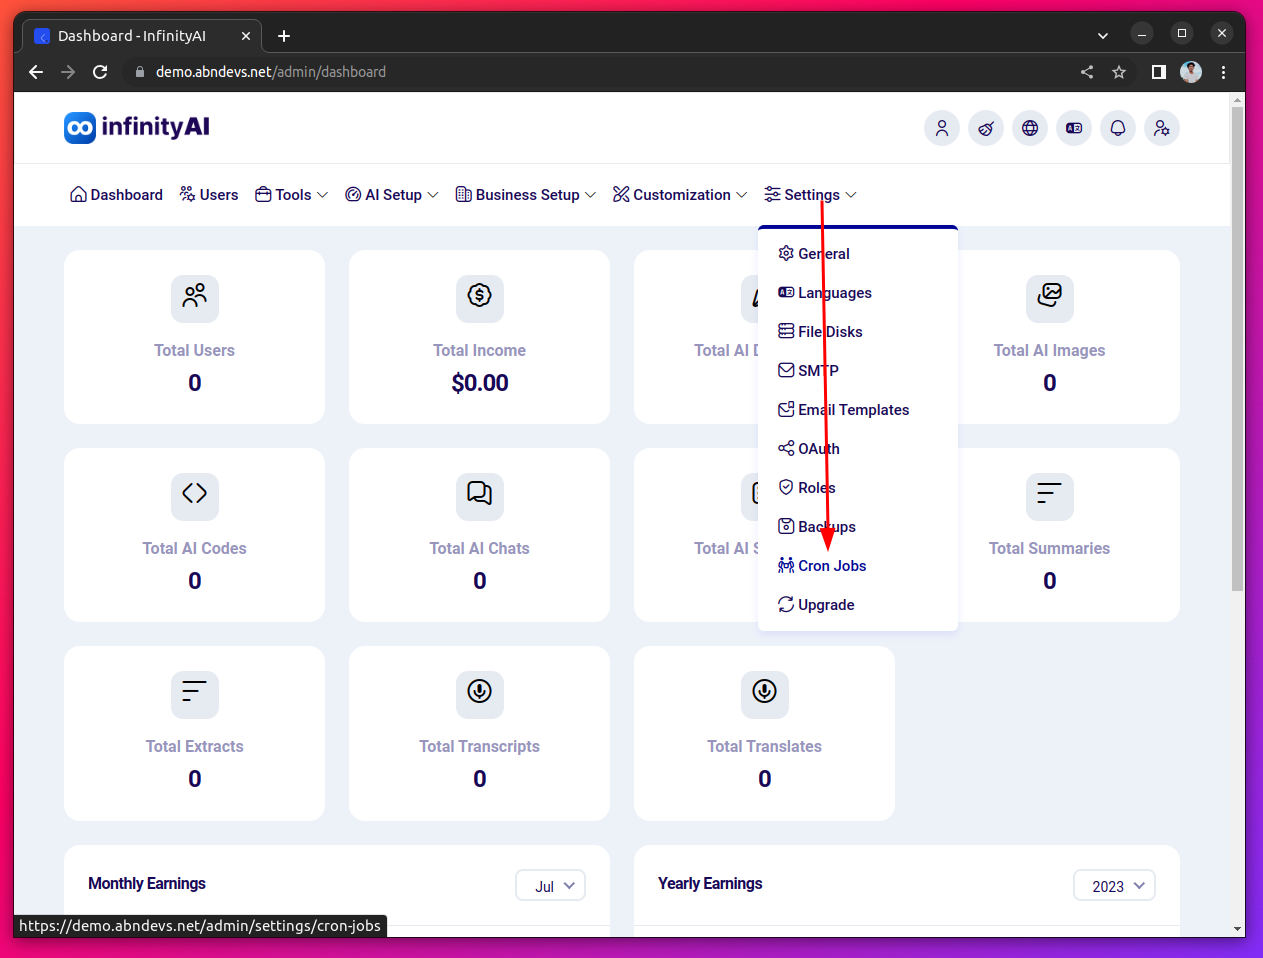 Dashboard - InfinityAI
demo.abndevs.net/admin/dashboard
infinityAI
Dashboard Users Tools AI Setup Business Setup Customization Settings
General
Languages
File Disks
SMTP
Email Templates
OAuth
Roles
Backups
Cron Jobs
Upgrade
Total Users
0
Total Income
$0.00
Total AI
Total AI Images
0
Total AI Codes
0
Total AI Chats
0
Total AI
Total Summaries
0
Total Extracts
0
Total Transcripts
0
Total Translates
0
Monthly Earnings
Jul
Yearly Earnings
2023
https://demo.abndevs.net/admin/settings/cron-jobs